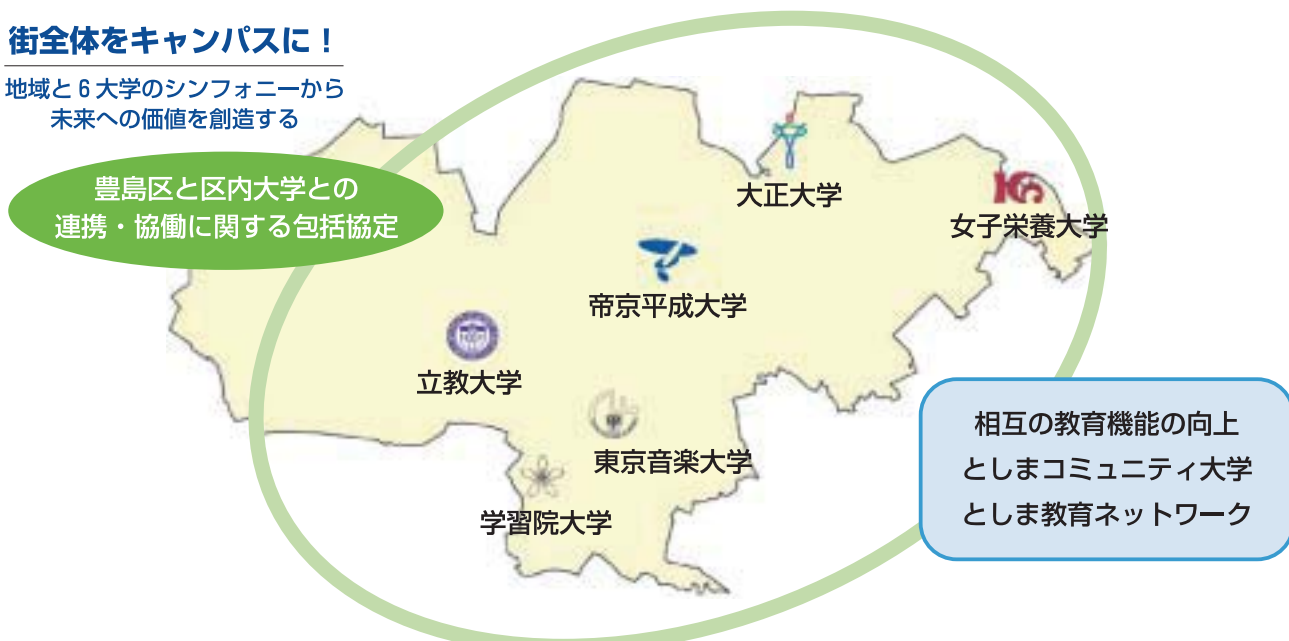 街全体をキャンパスに！
地域と6大学のシンフォニーから
未来への価値を創造する
豊島区と区内大学との
連携・協働に関する包括協定
大正大学
女子栄養大学
帝京平成大学
立教大学
東京音楽大学
学習院大学
相互の教育機能の向上
としまコミュニティ大学
としま教育ネットワーク